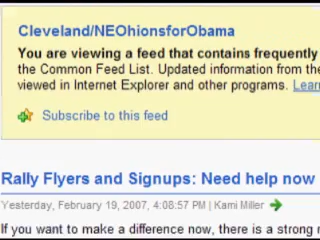 Cleveland/NEOhionsforObama
You are viewing a feed that contains frequently
the Common Feed List. Updated information from the
viewed in Internet Explorer and other programs. Learn
Subscribe to this feed
Rally Flyers and Signups: Need help now
Yesterday, February 19, 2007, 4:08:57 PM | Kami Miller
If you want to make a difference now, there is a strong